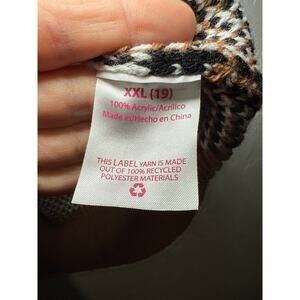 XXL (19)
100% Acrylic/Acrílico
Made in/Hecho en China
THIS LABEL YARN IS MADE
OUT OF 100% RECYCLED
POLYESTER MATERIALS